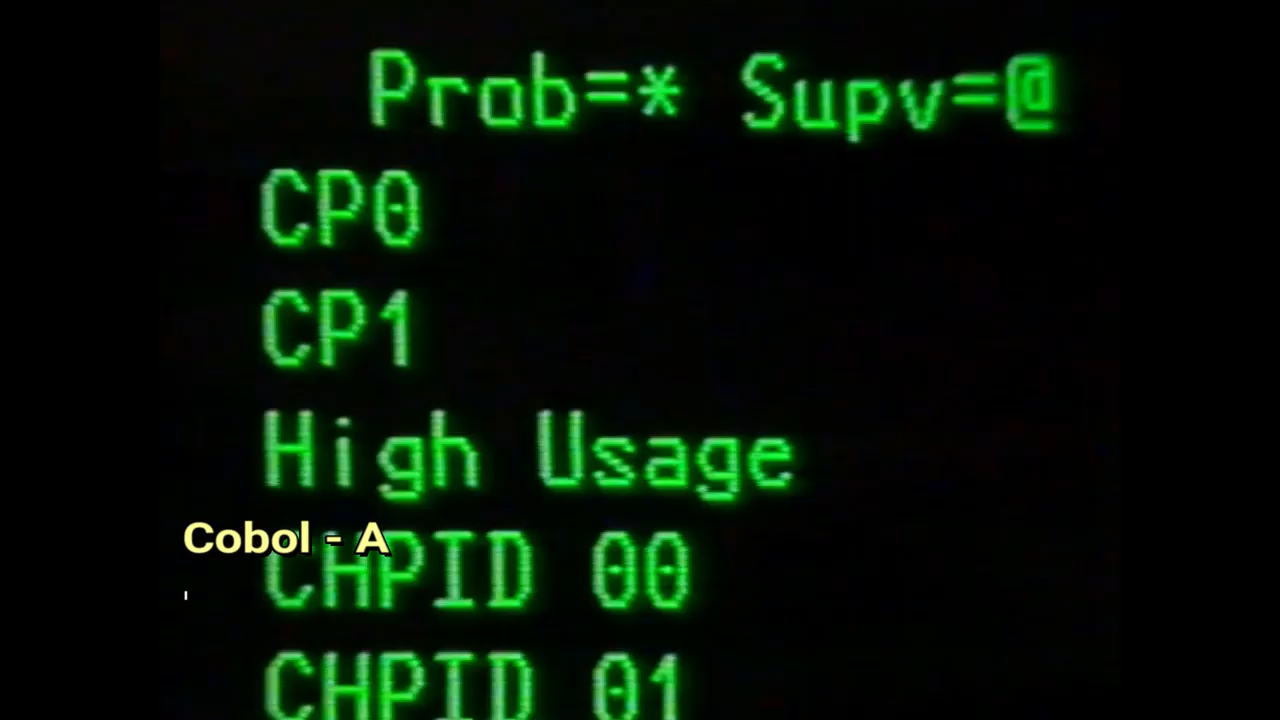 Prob=* Supv=@
CP0
CP1
High Usage
Cobol - A
CHPID 00
CHPID 01